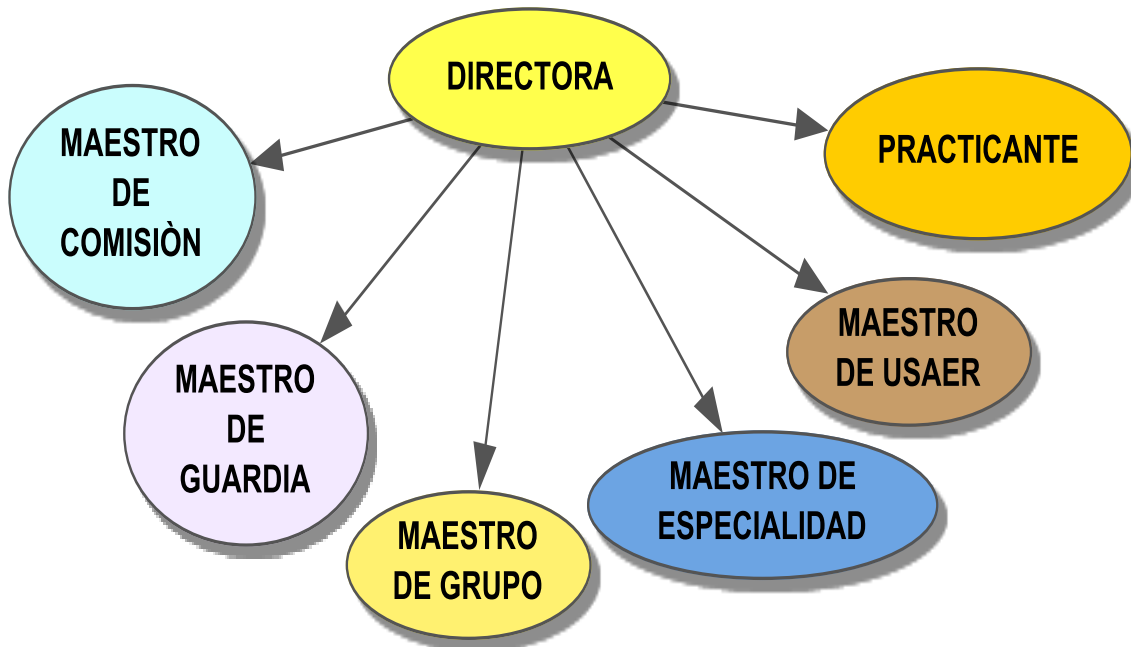 DIRECTORA
MAESTRO
DE
COMISIÒN
PRACTICANTE
MAESTRO
DE USAER
MAESTRO
DE
GUARDIA
MAESTRO DE
ESPECIALIDAD
MAESTRO
DE GRUPO